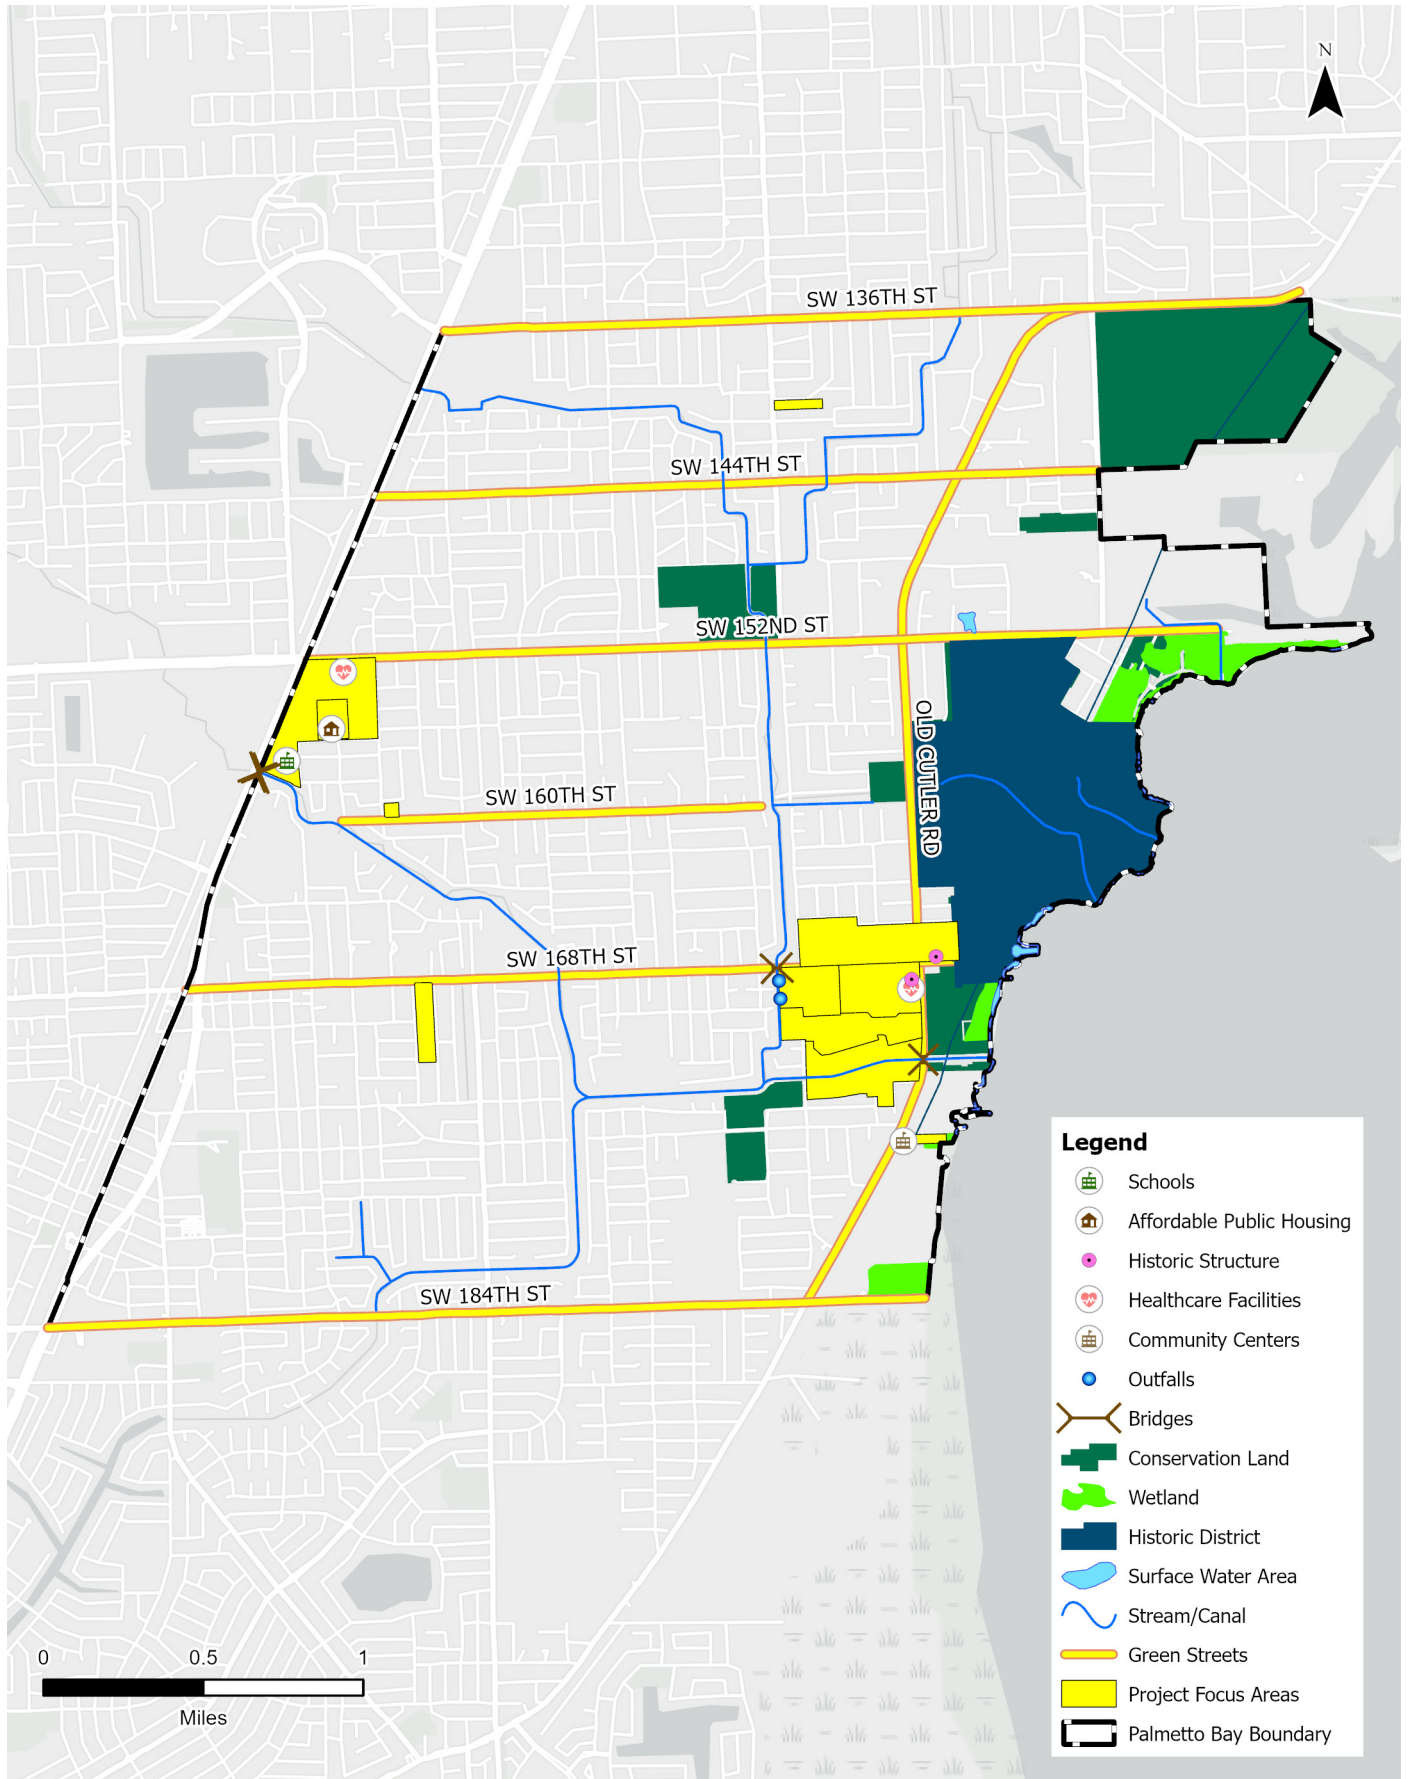 N
SW 136TH ST
SW 144TH ST
SW 152ND ST
OLD CUTLER RD
SW 160TH ST
SW 168TH ST
SW 184TH ST
Legend
Schools
Affordable Public Housing
Historic Structure
Healthcare Facilities
Community Centers
Outfalls
Bridges
Conservation Land
Wetland
Historic District
Surface Water Area
Stream/Canal
Green Streets
Project Focus Areas
Palmetto Bay Boundary
0 0.5 1
Miles